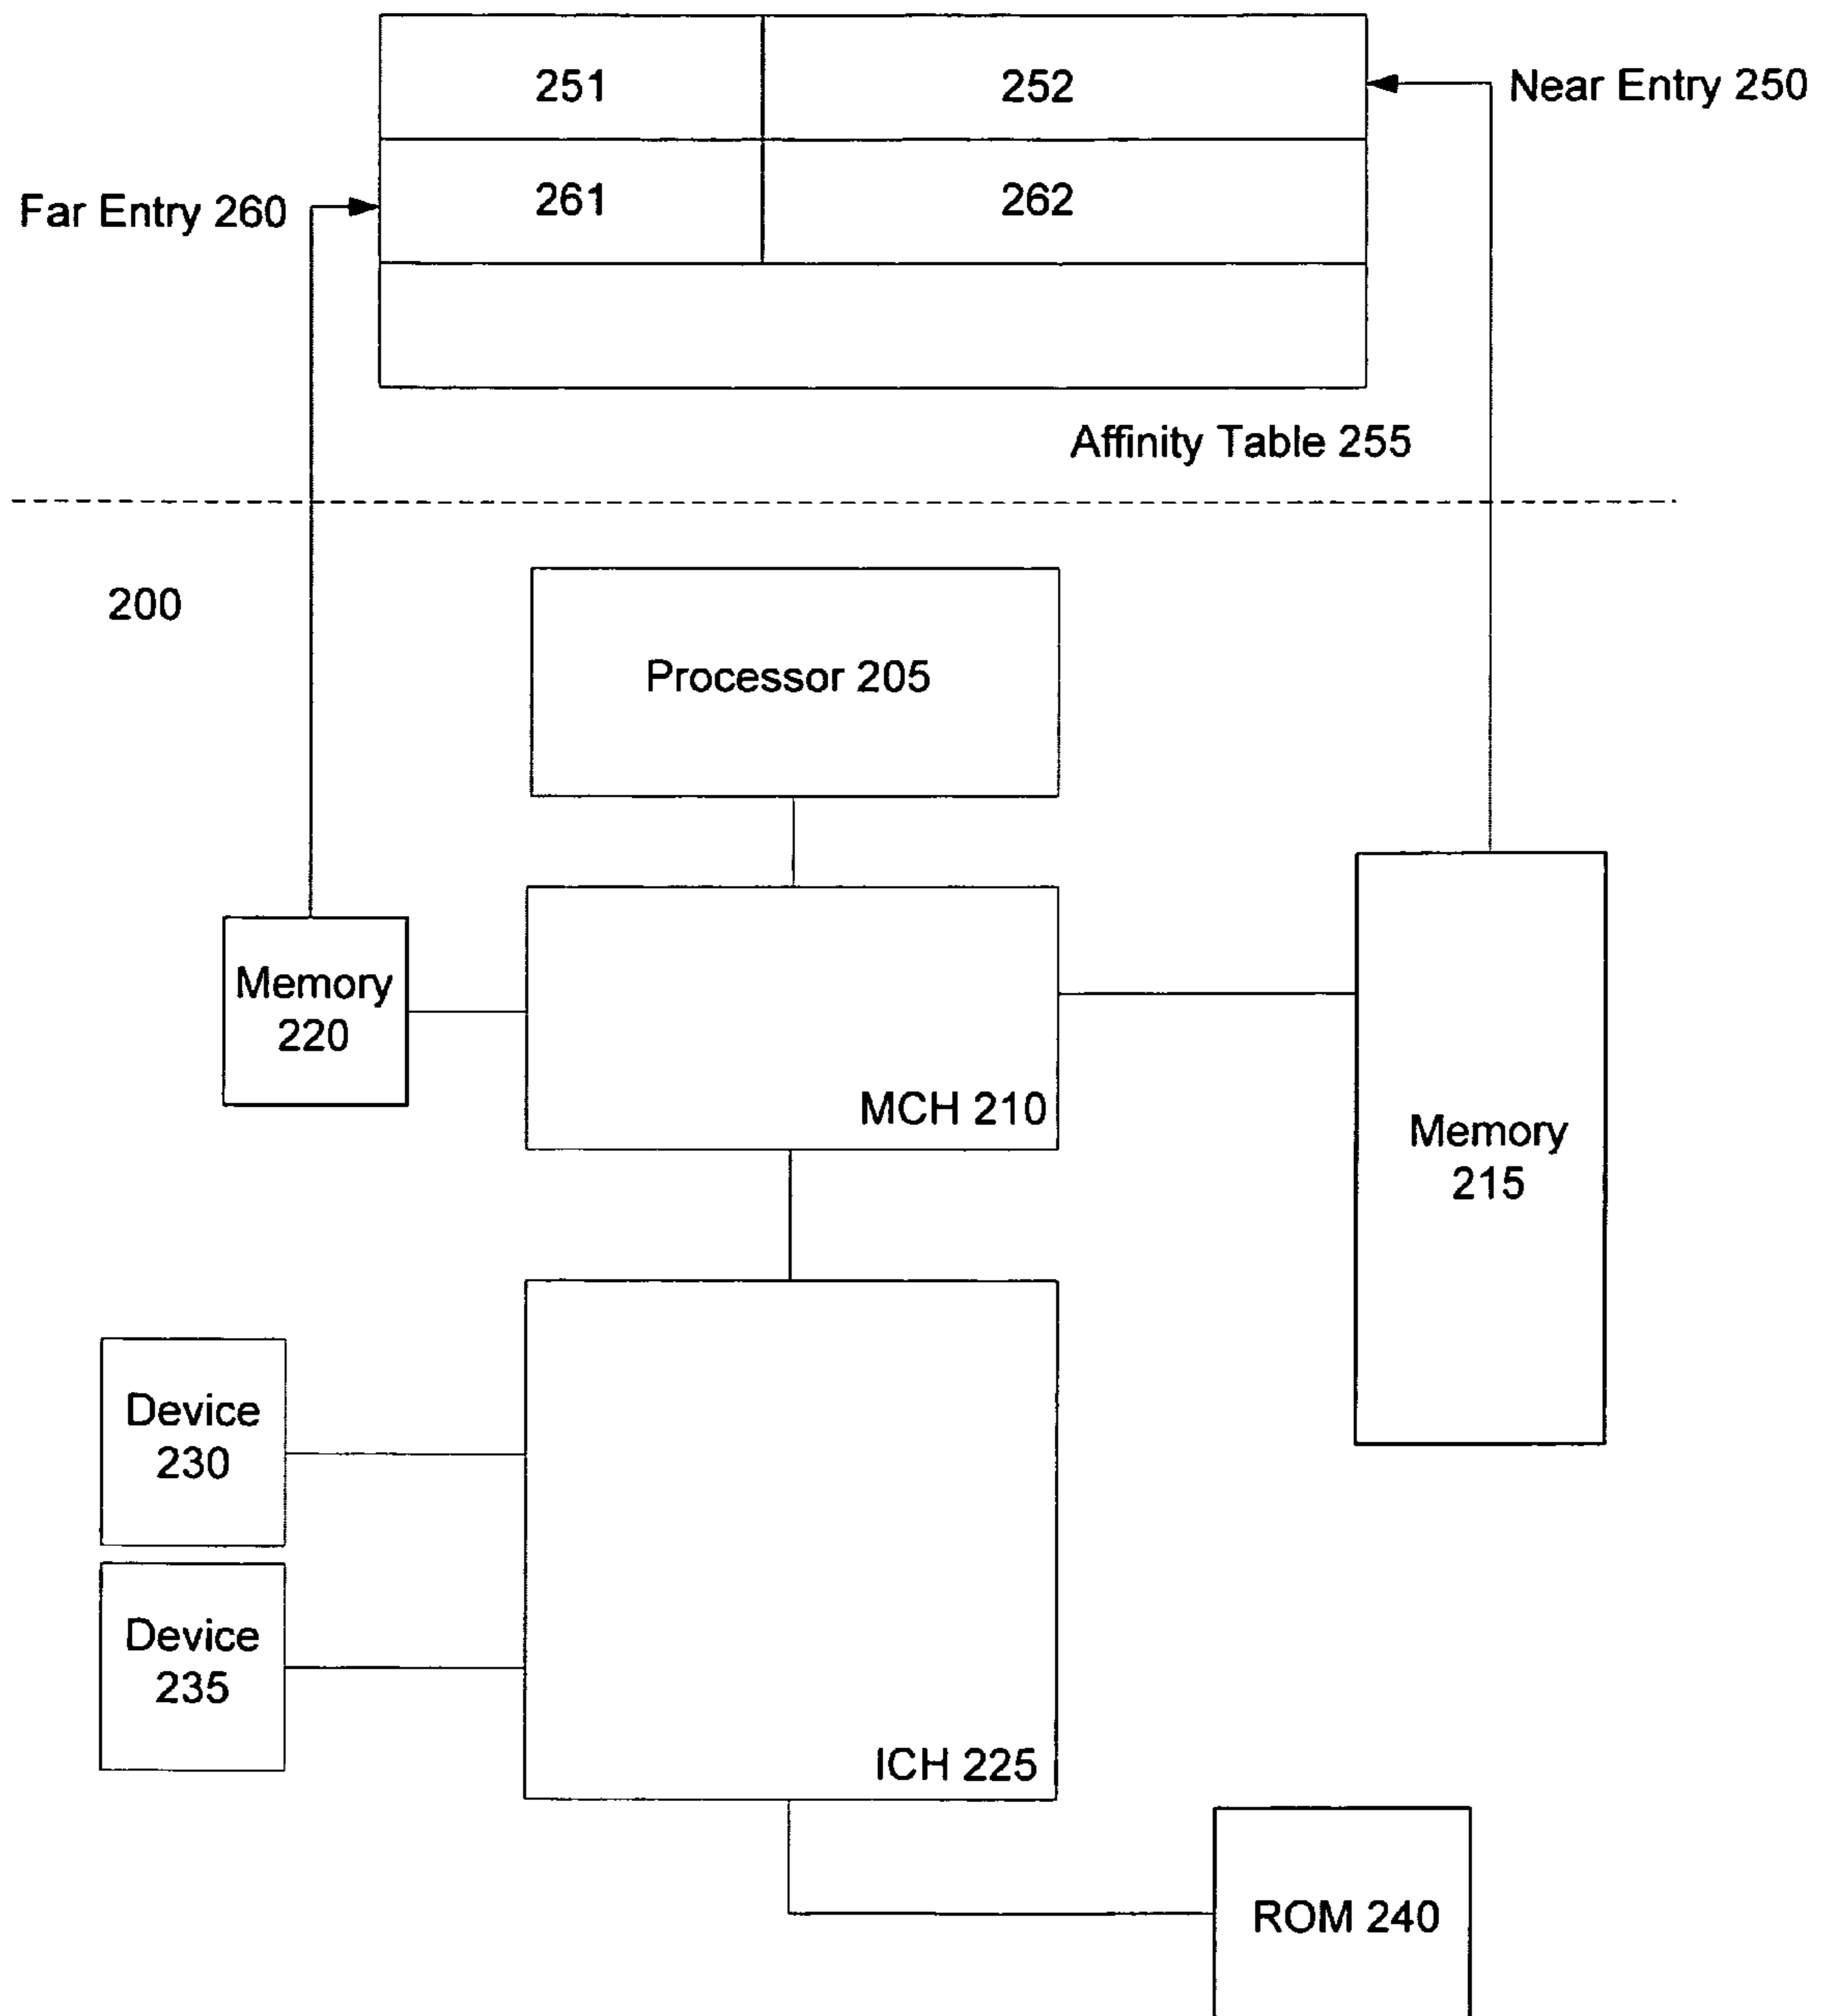 251
252
Near Entry 250
Far Entry 260
261
262
Affinity Table 255
200
Processor 205
Memory
220
MCH 210
Memory
215
Device
230
Device
235
ICH 225
ROM 240